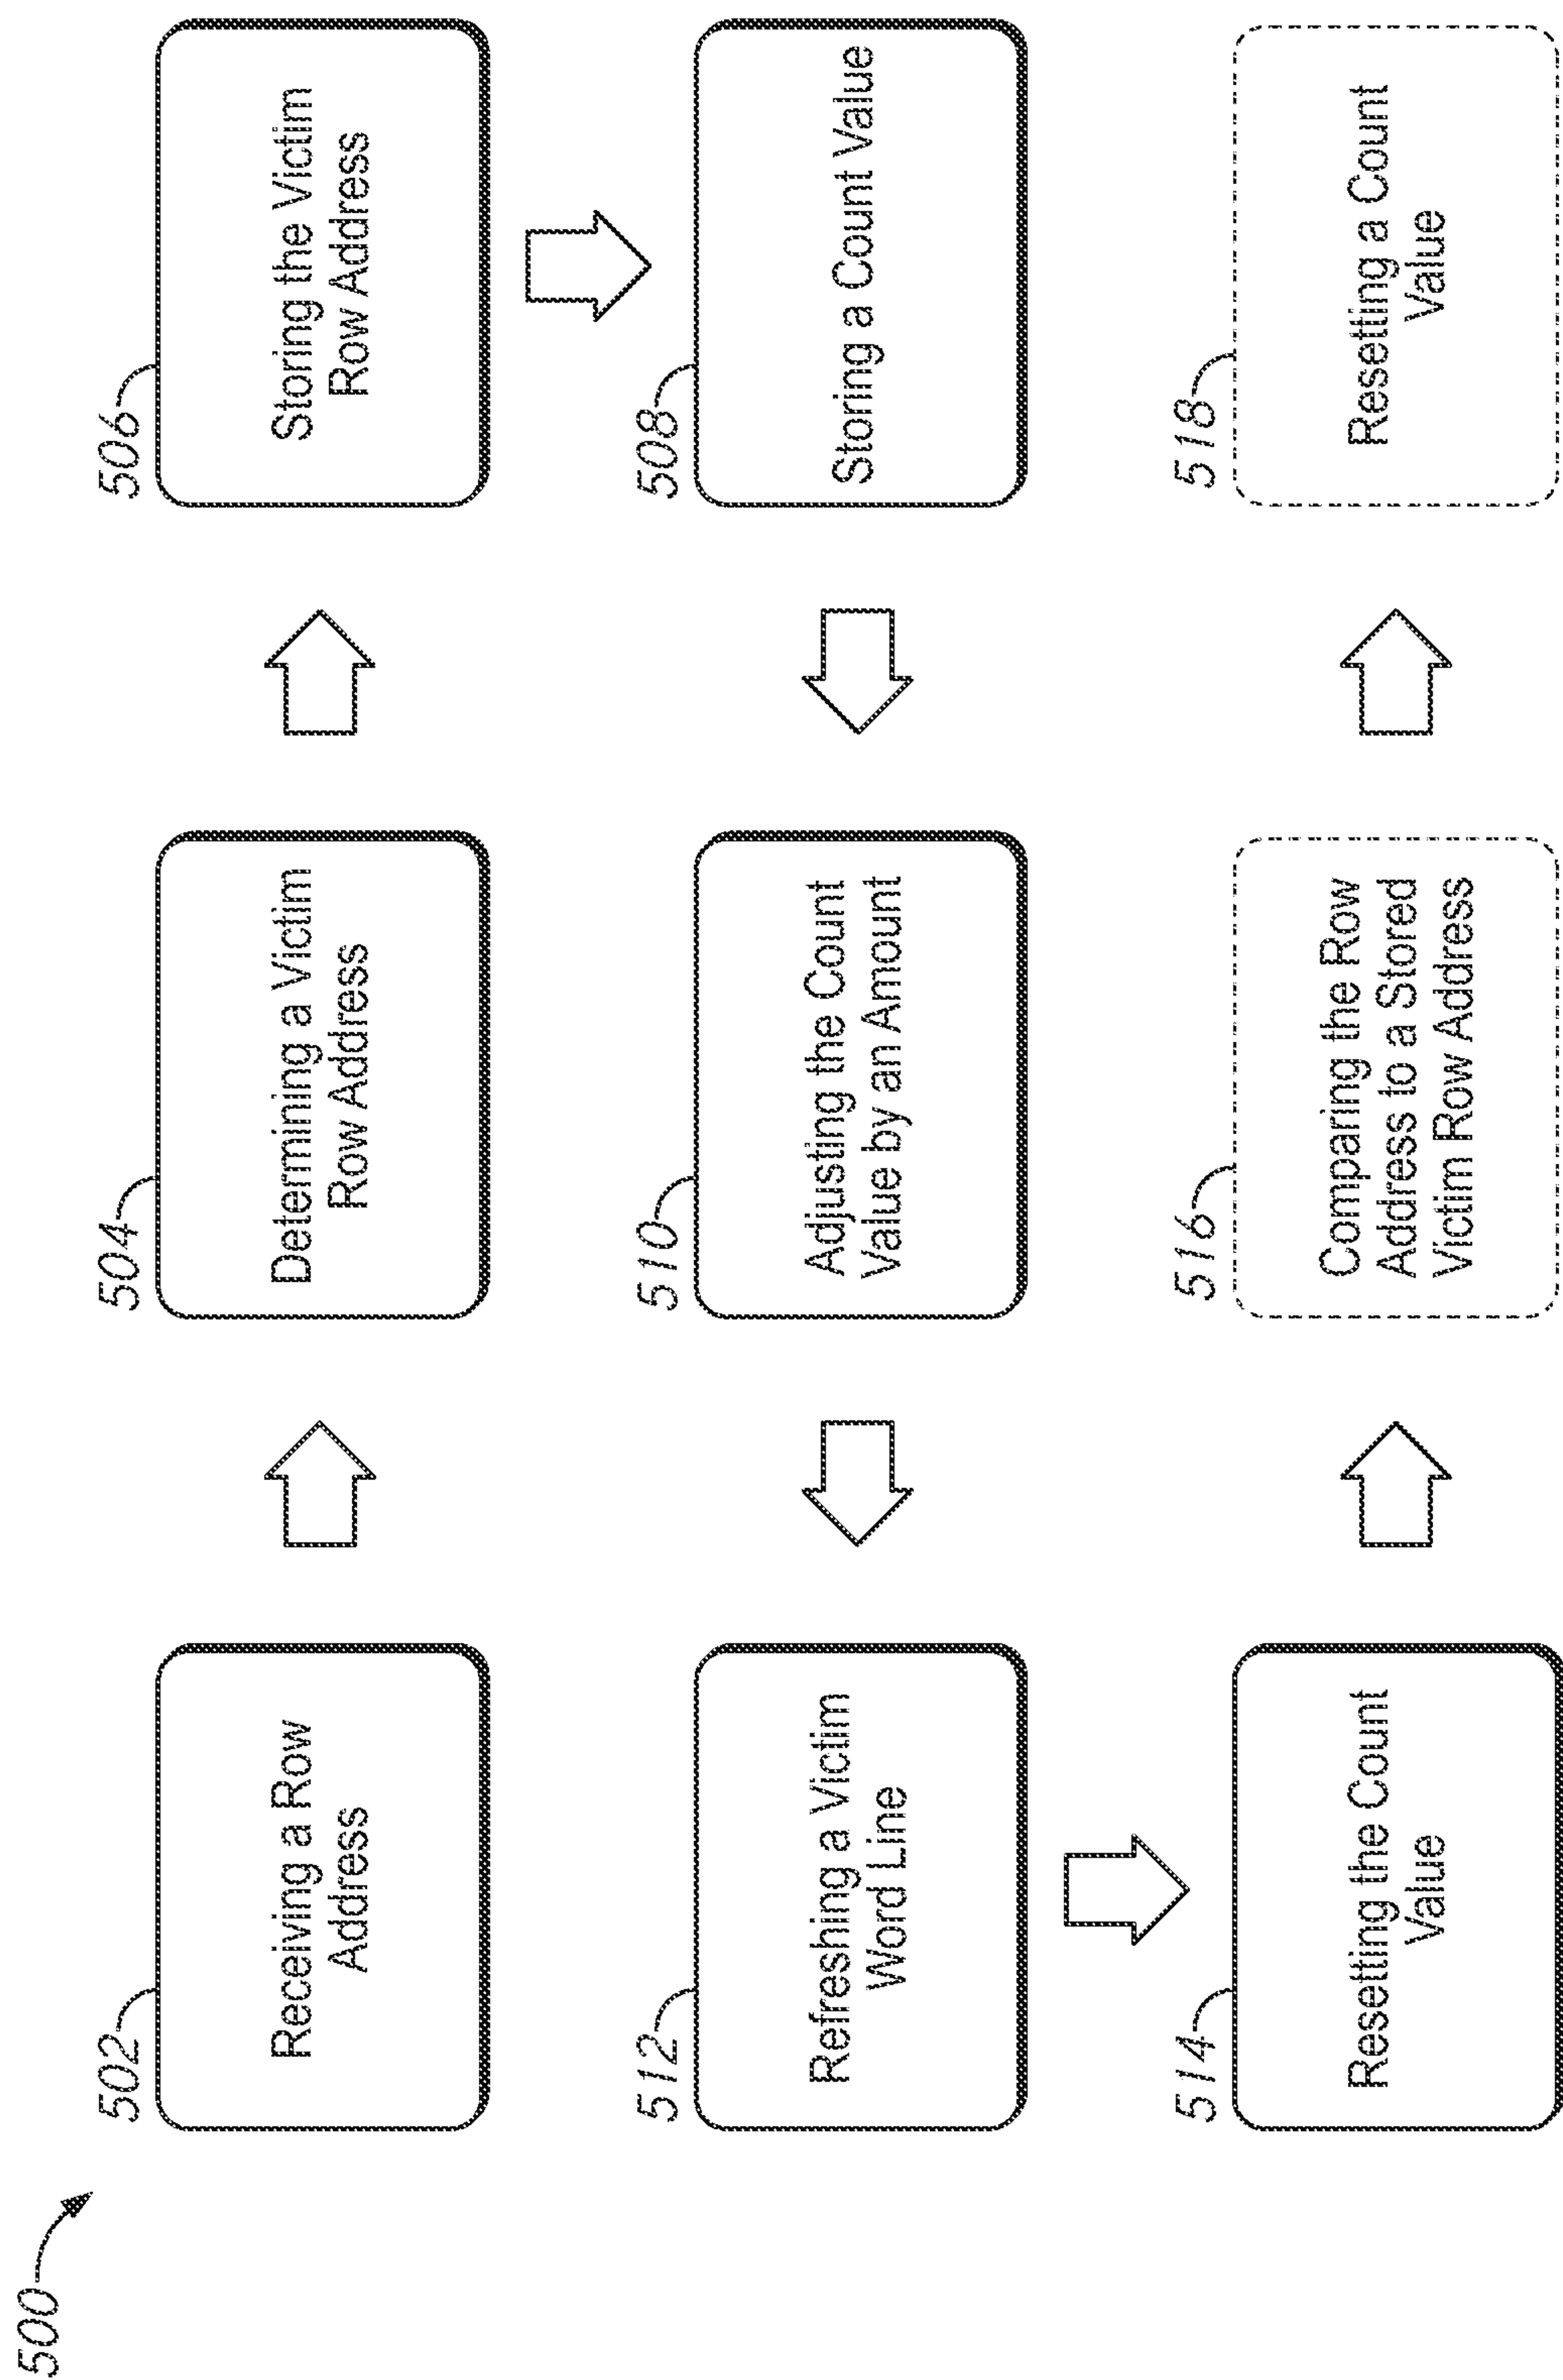 500
502
Receiving a Row
Address
504
Determining a Victim
Row Address
506
Storing the Victim
Row Address
508
Storing a Count Value
510
Adjusting the Count
Value by an Amount
512
Refreshing a Victim
Word Line
514
Resetting the Count
Value
516
Comparing the Row
Address to a Stored
Victim Row Address
518
Resetting a Count
Value